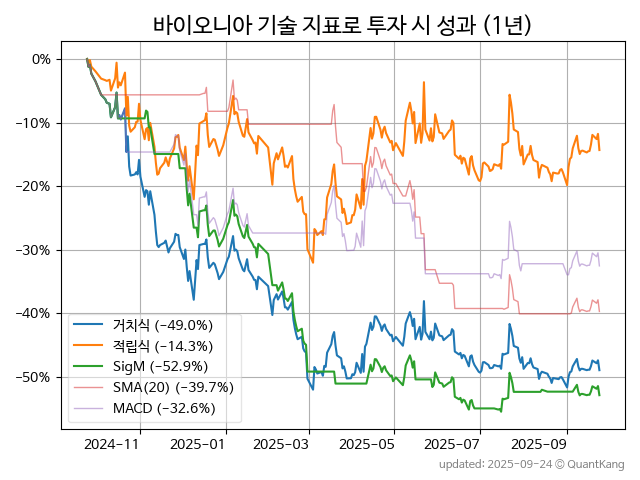 바이오니아 기술 지표로 투자 시 성과 (1년)
0%
−10%
−20%
−30%
−40%
−50%
거치식 (−49.0%)
적립식 (−14.3%)
SigM (−52.9%)
SMA(20) (−39.7%)
MACD (−32.6%)
2024-11 2025-01 2025-03 2025-05 2025-07 2025-09
updated: 2025-09-24 © QuantKang